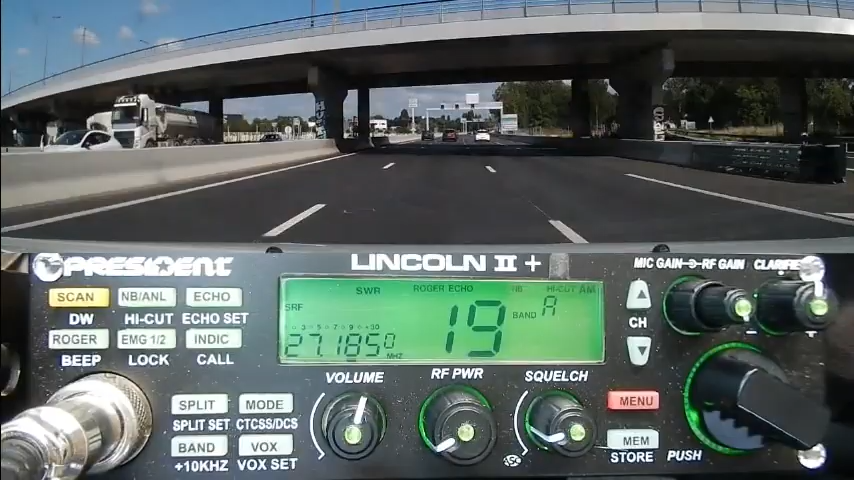 PRESIDENT
LINCOLN II +
MIC GAIN RF GAIN CLARIFIER
SCAN NB/ANL ECHO
DW HI-CUT ECHO SET
ROGER EMG 1/2 INDIC
BEEP LOCK CALL
SWR ROGER ECHO NB HI-CUT AM
SRF
19 BAND A
27.1850 MHZ
CH
VOLUME RF PWR SQUELCH
MENU
SPLIT MODE
SPLIT SET CTCSS/DCS
BAND VOX
+10KHZ VOX SET
ASC
MEM
STORE PUSH